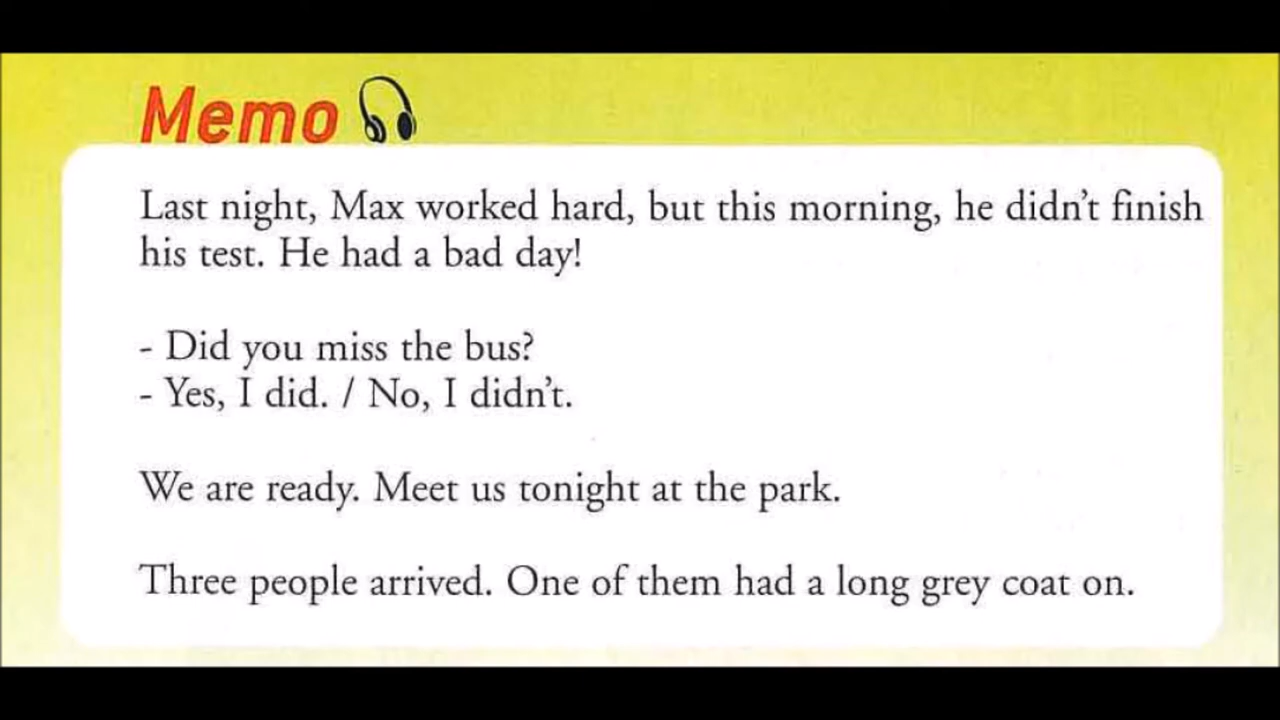 Memo
Last night, Max worked hard, but this morning, he didn't finish
his test. He had a bad day!
- Did you miss the bus?
- Yes, I did. / No, I didn't.
We are ready. Meet us tonight at the park.
Three people arrived. One of them had a long grey coat on.